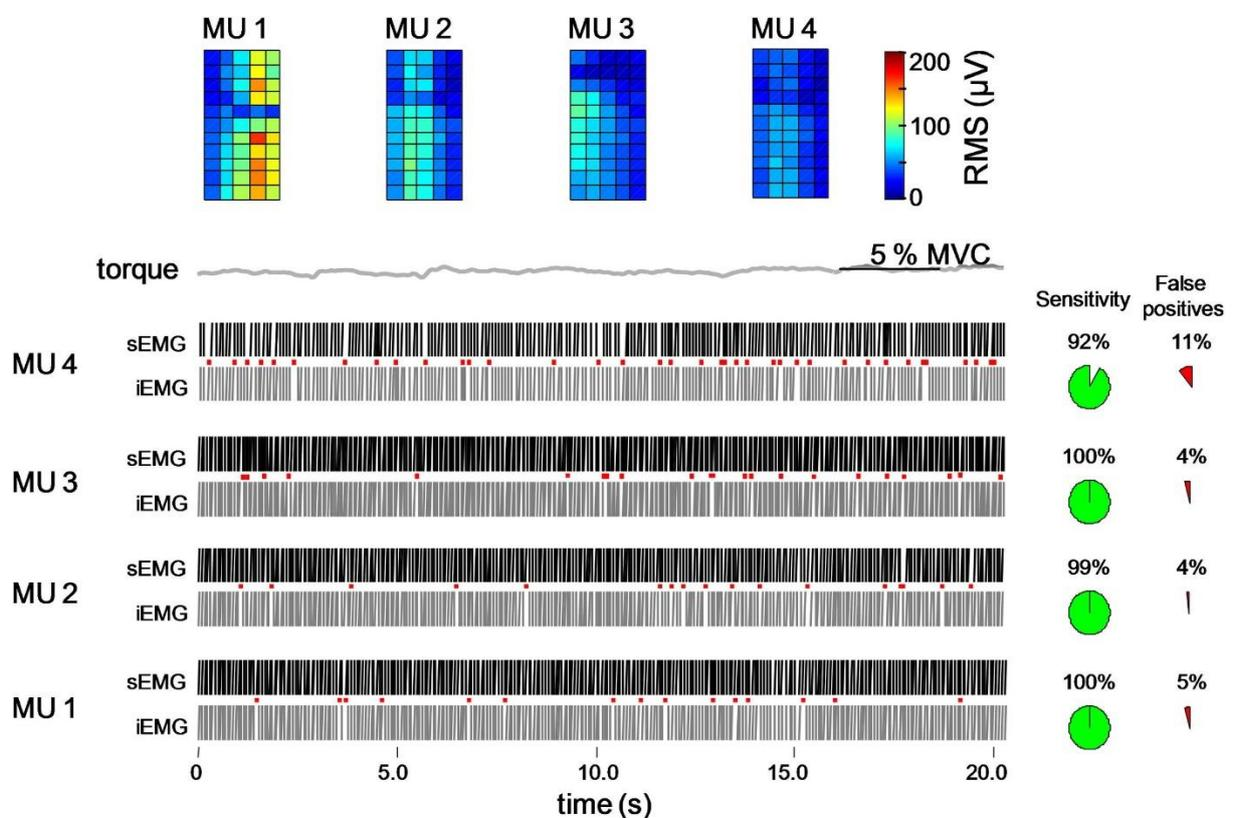 MU 1 MU 2 MU 3 MU 4
200
100
0
RMS (µV)
torque
5 % MVC
Sensitivity
False
positives
MU 4
sEMG
iEMG
92%
11%
MU 3
sEMG
iEMG
100%
4%
MU 2
sEMG
iEMG
99%
4%
MU 1
sEMG
iEMG
100%
5%
0 5.0 10.0 15.0 20.0
time (s)